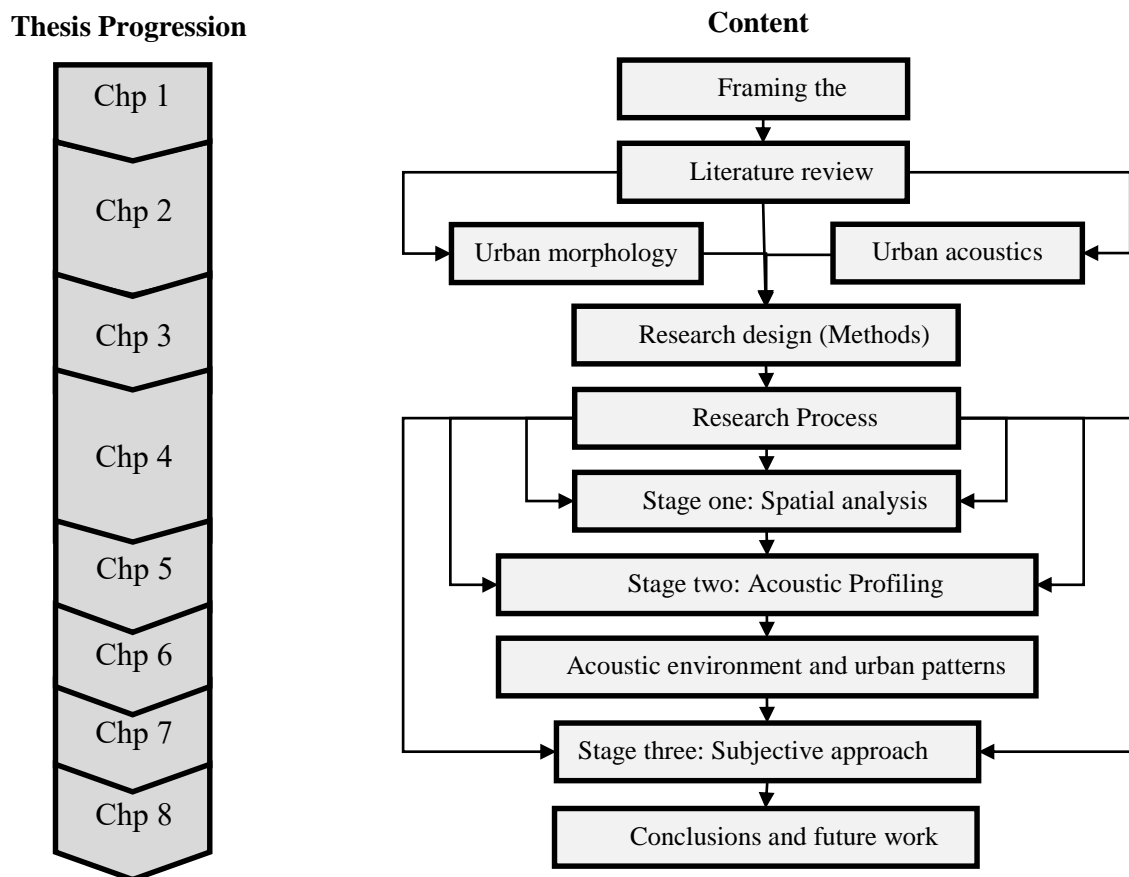 Thesis Progression
Content
Chp 1
Chp 2
Chp 3
Chp 4
Chp 5
Chp 6
Chp 7
Chp 8
Framing the
Literature review
Urban morphology
Urban acoustics
Research design (Methods)
Research Process
Stage one: Spatial analysis
Stage two: Acoustic Profiling
Acoustic environment and urban patterns
Stage three: Subjective approach
Conclusions and future work